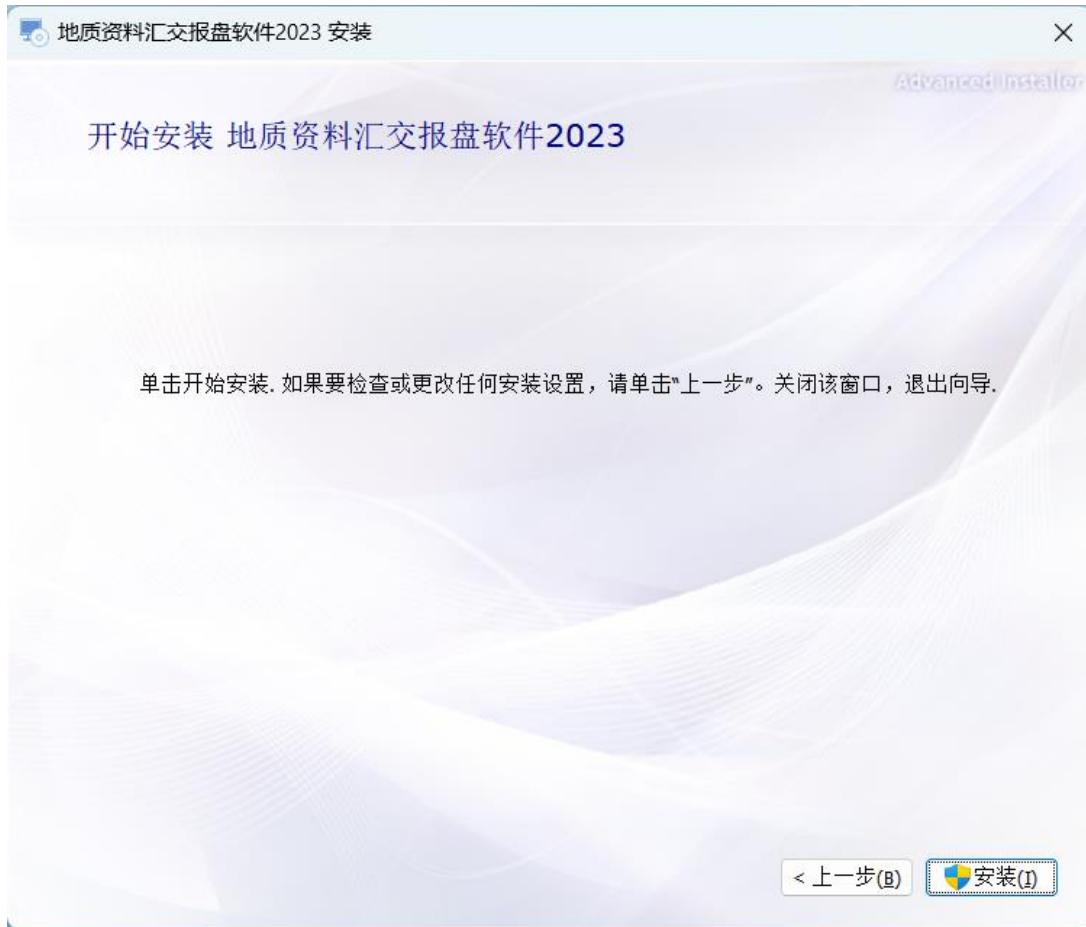 地质资料汇交报盘软件2023 安装
Advanced Installer
开始安装 地质资料汇交报盘软件2023
单击开始安装. 如果要检查或更改任何安装设置，请单击“上一步”。关闭该窗口，退出向导.
< 上一步(B)
安装(I)